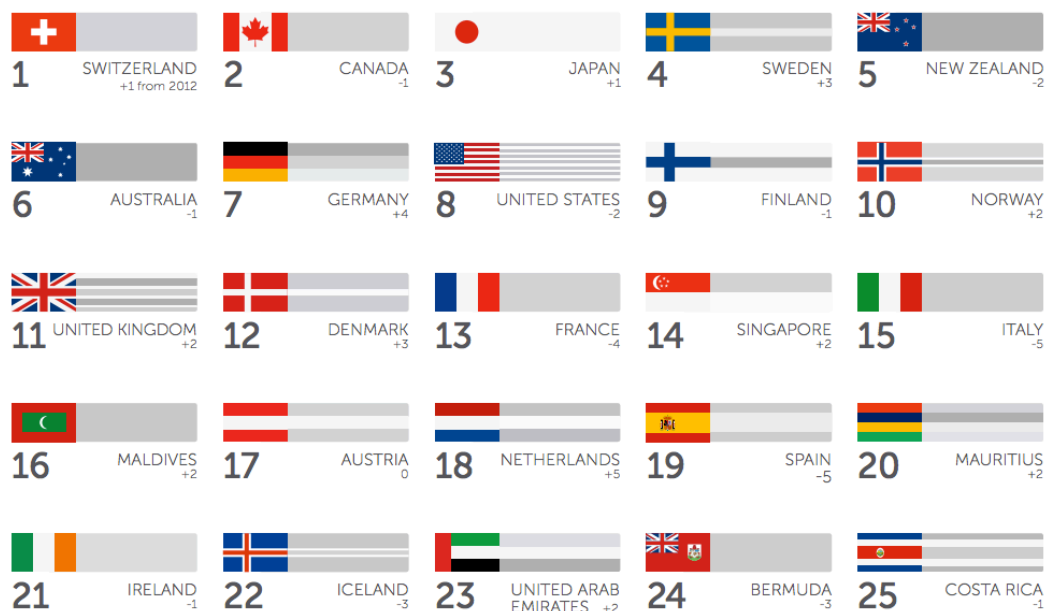 1 SWITZERLAND
+1 from 2012
2 CANADA
-1
3 JAPAN
+1
4 SWEDEN
+3
5 NEW ZEALAND
-2
6 AUSTRALIA
-1
7 GERMANY
+4
8 UNITED STATES
-2
9 FINLAND
-1
10 NORWAY
+2
11 UNITED KINGDOM
+2
12 DENMARK
+3
13 FRANCE
-4
14 SINGAPORE
+2
15 ITALY
-5
16 MALDIVES
+2
17 AUSTRIA
0
18 NETHERLANDS
+5
19 SPAIN
-5
20 MAURITIUS
+2
21 IRELAND
-1
22 ICELAND
-3
23 UNITED ARAB
EMIRATES +2
24 BERMUDA
-3
25 COSTA RICA
-1